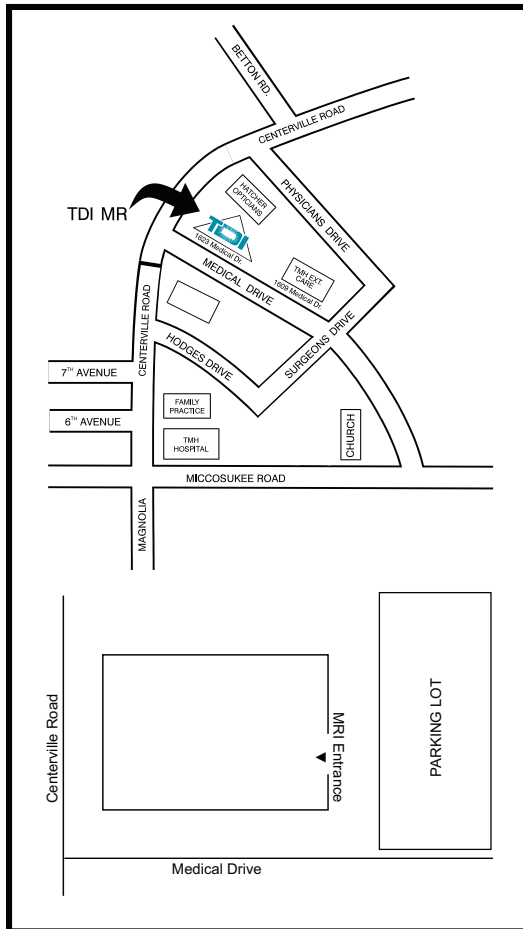 BETTON RD.
CENTERVILLE ROAD
PHYSICIANS DRIVE
HATCHER
OPTICIANS
TDI MR
TDI
1623 Medical Dr.
TMH EXT.
CARE
1609 Medical Dr.
MEDICAL DRIVE
CENTERVILLE ROAD
SURGEONS DRIVE
HODGES DRIVE
7TH AVENUE
6TH AVENUE
FAMILY
PRACTICE
TMH
HOSPITAL
CHURCH
MICCOSUKEE ROAD
MAGNOLIA
Centerville Road
MRI Entrance
PARKING LOT
Medical Drive